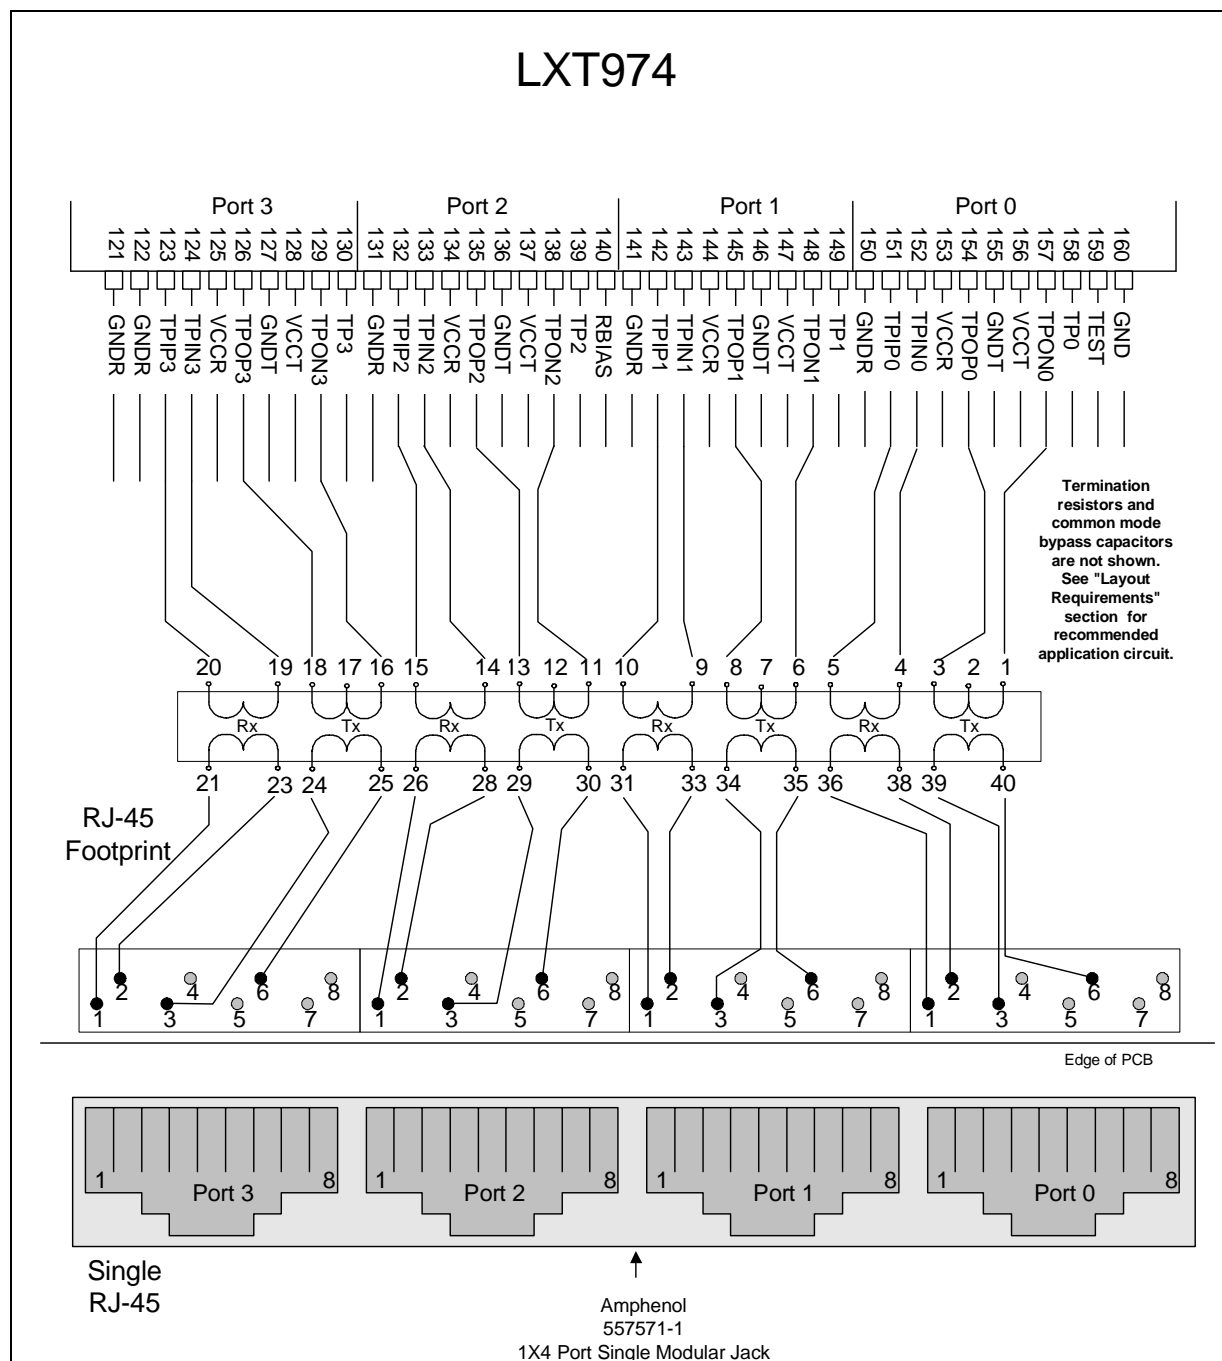 LXT974
Port 3 Port 2 Port 1 Port 0
121 122 123 124 125 126 127 128 129 130 131 132 133 134 135 136 137 138 139 140 141 142 143 144 145 146 147 148 149 150 151 152 153 154 155 156 157 158 159 160
GNDR GNDR TPIP3 TPIN3 VCCR TPOP3 GNDT VCCT TPON3 TP3 GNDR TPIP2 TPIN2 VCCR TPOP2 GNDT VCCT TPON2 TP2 RBIAS GNDR TPIP1 TPIN1 VCCR TPOP1 GNDT VCCT TPON1 TP1 GNDR TPIP0 TPIN0 VCCR TPOP0 GNDT VCCT TPON0 TP0 TEST GND
Termination
resistors and
common mode
bypass capacitors
are not shown.
See "Layout
Requirements"
section for
recommended
application circuit.
20 19 18 17 16 15 14 13 12 11 10 9 8 7 6 5 4 3 2 1
Rx Tx Rx Tx Rx Tx Rx Tx
21 23 24 25 26 28 29 30 31 33 34 35 36 38 39 40
RJ-45
Footprint
2 4 6 8 2 4 6 8 2 4 6 8 2 4 6 8
1 3 5 7 1 3 5 7 1 3 5 7 1 3 5 7
Edge of PCB
1 8 1 8 1 8 1 8
Port 3 Port 2 Port 1 Port 0
Single
RJ-45
Amphenol
557571-1
1X4 Port Single Modular Jack